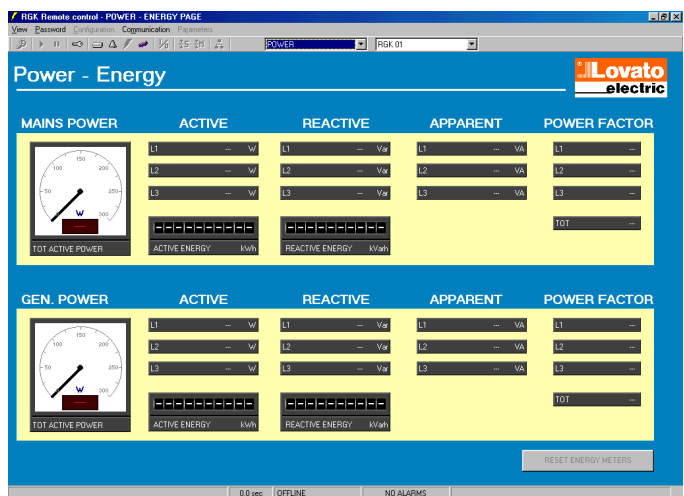 RGK Remote control - POWER - ENERGY PAGE
View Password Configuration Communication Parameters
POWER RGK 01
Power - Energy
Lovato
electric
MAINS POWER ACTIVE REACTIVE APPARENT POWER FACTOR
L1 --- W L1 --- Var L1 --- VA L1 ---
L2 --- W L2 --- Var L2 --- VA L2 ---
L3 --- W L3 --- Var L3 --- VA L3 ---
50 100 150 200 250 300
W
TOT ---
TOT ACTIVE POWER ACTIVE ENERGY kWh REACTIVE ENERGY kVarh
GEN. POWER ACTIVE REACTIVE APPARENT POWER FACTOR
L1 --- W L1 --- Var L1 --- VA L1 ---
L2 --- W L2 --- Var L2 --- VA L2 ---
L3 --- W L3 --- Var L3 --- VA L3 ---
50 100 150 200 250 300
W
TOT ---
TOT ACTIVE POWER ACTIVE ENERGY kWh REACTIVE ENERGY kVarh
RESET ENERGY METERS
0.0 sec OFFLINE NO ALARMS